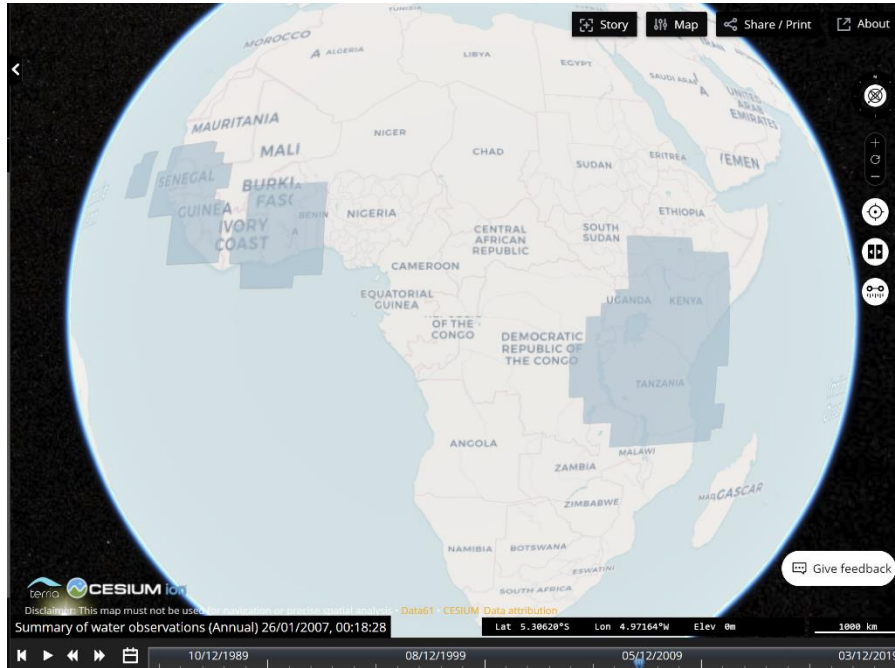 Story
Map
Share / Print
About
TUNISIA
MOROCCO
ALGERIA
LIBYA
EGYPT
SAUDI ARAB
UNITED
ARAB
EMIRATES
MAURITANIA
MALI
NIGER
CHAD
SUDAN
ERITREA
YEMEN
SENEGAL
BURKI
FASO
GUINEA
BENIN
NIGERIA
ETHIOPIA
IVORY
COAST
CENTRAL
AFRICAN
REPUBLIC
SOUTH
SUDAN
CAMEROON
EQUATORIAL
GUINEA
OF THE
CONGO
UGANDA
KENYA
DEMOCRATIC
REPUBLIC OF
THE CONGO
TANZANIA
ANGOLA
MALAWI
ZAMBIA
GASCAR
ZIMBABWE
NAMIBIA
BOTSWANA
ESWATINI
SOUTH AFRICA
Give feedback
terria
CESIUM ion
Disclaimer: This map must not be used for navigation or precise spatial analysis · Data61 · CESIUM Data attribution
Summary of water observations (Annual) 26/01/2007, 00:18:28
Lat 5.30620°S Lon 4.97164°W Elev 0m
1000 km
10/12/1989
08/12/1999
05/12/2009
03/12/2019